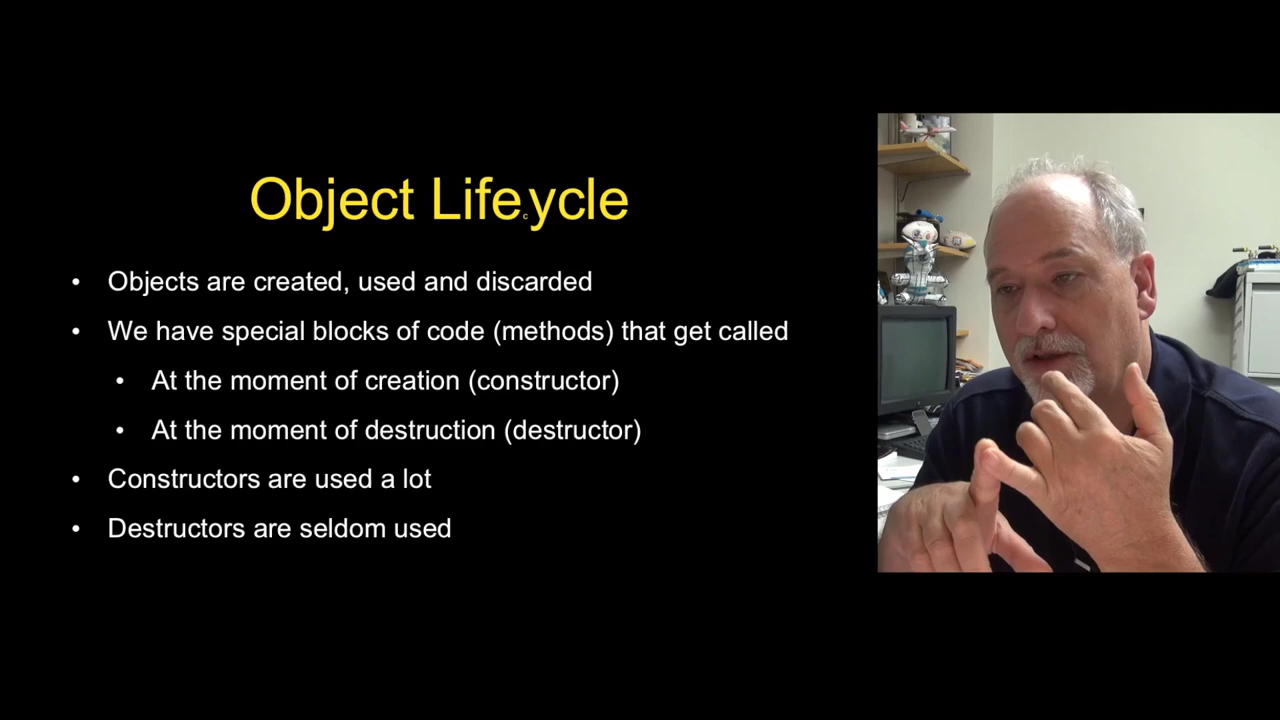 Object Lifecycle
• Objects are created, used and discarded
• We have special blocks of code (methods) that get called
• At the moment of creation (constructor)
• At the moment of destruction (destructor)
• Constructors are used a lot
• Destructors are seldom used